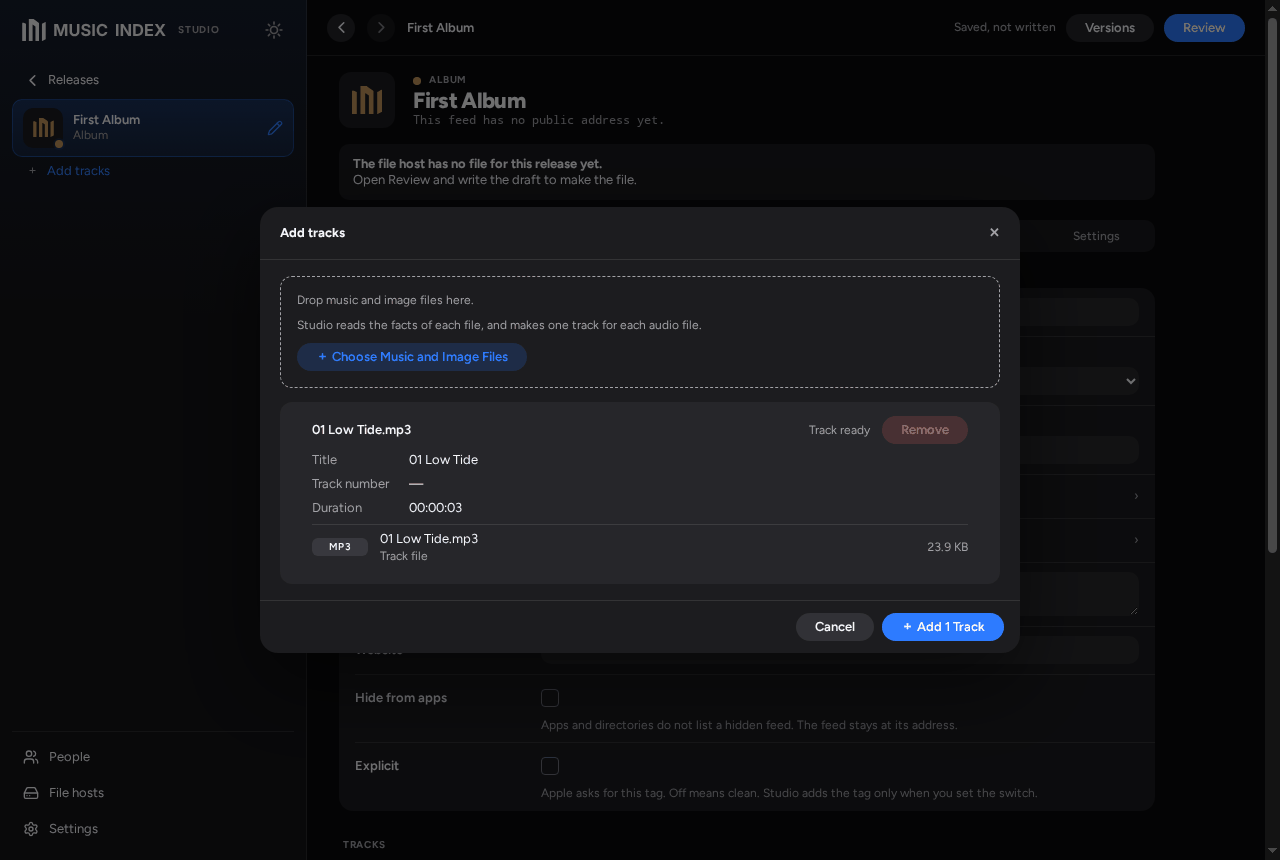 MUSIC INDEX STUDIO
Releases
First Album
Album
+ Add tracks
People
File hosts
Settings
First Album
Saved, not written
Versions
Review
ALBUM
First Album
This feed has no public address yet.
The file host has no file for this release yet.
Open Review and write the draft to make the file.
Settings
Add tracks
×
Drop music and image files here.
Studio reads the facts of each file, and makes one track for each audio file.
+ Choose Music and Image Files
01 Low Tide.mp3
Track ready
Remove
Title 01 Low Tide
Track number —
Duration 00:00:03
MP3
01 Low Tide.mp3
Track file
23.9 KB
Cancel
+ Add 1 Track
Hide from apps
Apps and directories do not list a hidden feed. The feed stays at its address.
Explicit
Apple asks for this tag. Off means clean. Studio adds the tag only when you set the switch.
TRACKS